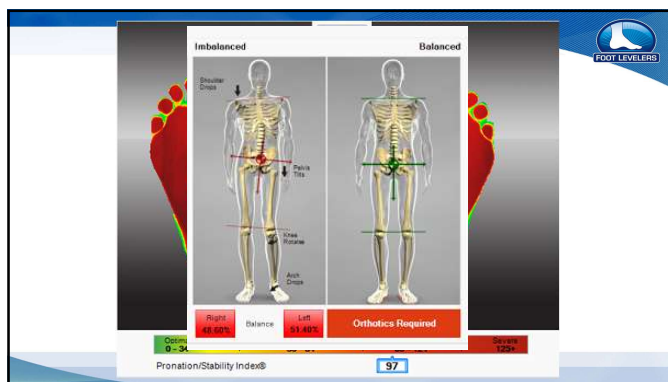 FOOT LEVELERS
Imbalanced
Balanced
Shoulder
Drops
Pelvis
Tilts
Knee
Rotates
Arch
Drops
Right
48.60%
Balance
Left
51.40%
Orthotics Required
Severe
125+
Pronation/Stability Index®
97